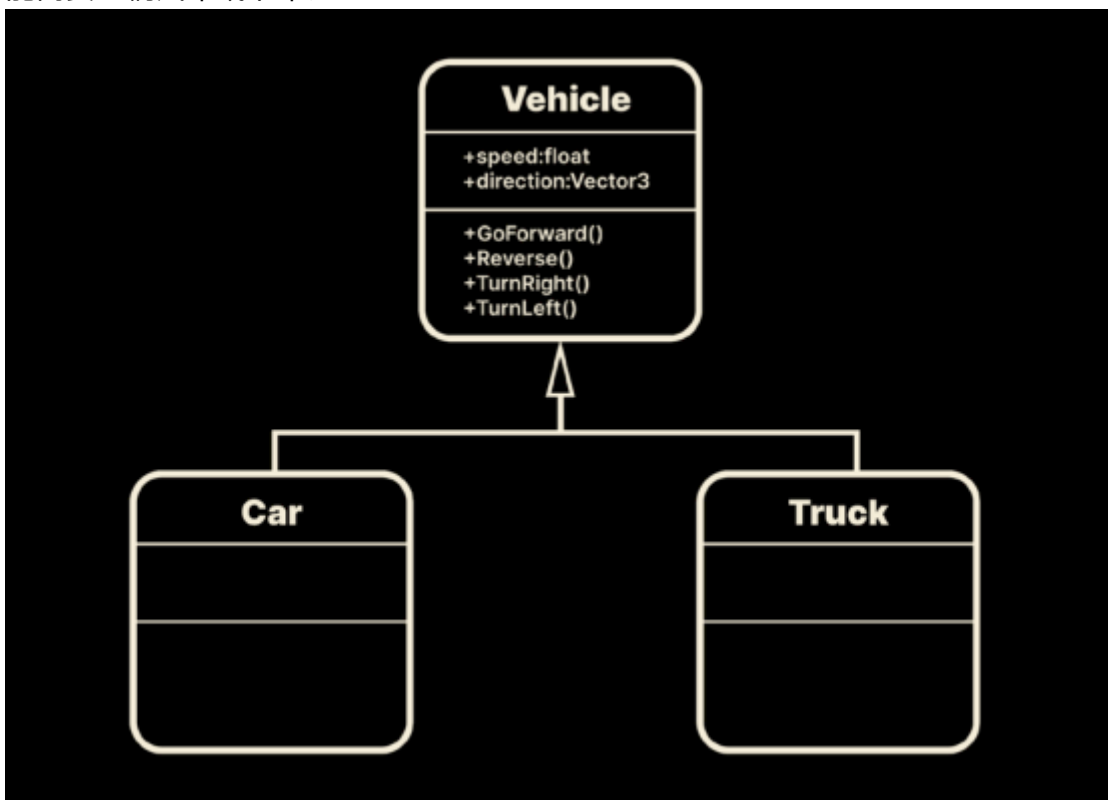 Vehicle
+speed:float
+direction:Vector3
+GoForward()
+Reverse()
+TurnRight()
+TurnLeft()
Car
Truck